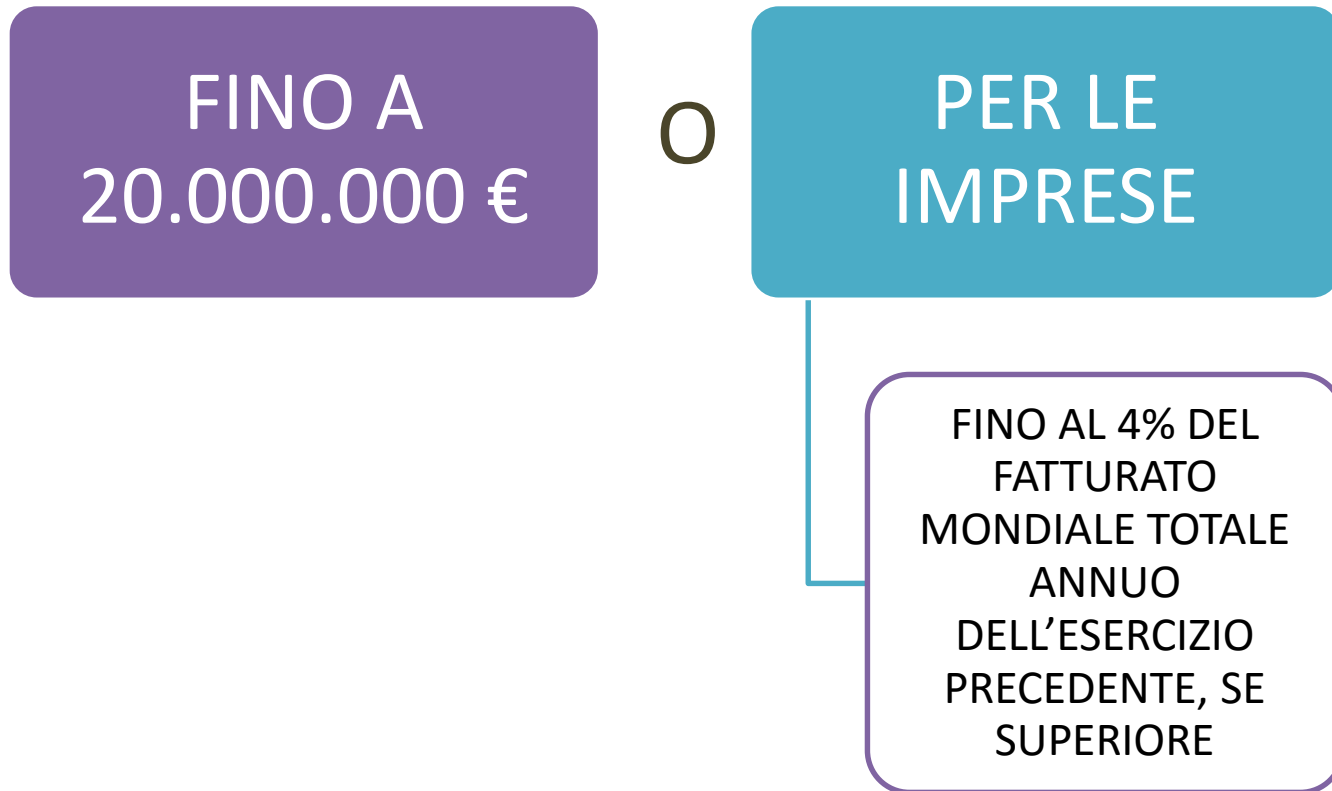 FINO A
20.000.000 €
O
PER LE
IMPRESE
FINO AL 4% DEL
FATTURATO
MONDIALE TOTALE
ANNUO
DELL’ESERCIZIO
PRECEDENTE, SE
SUPERIORE